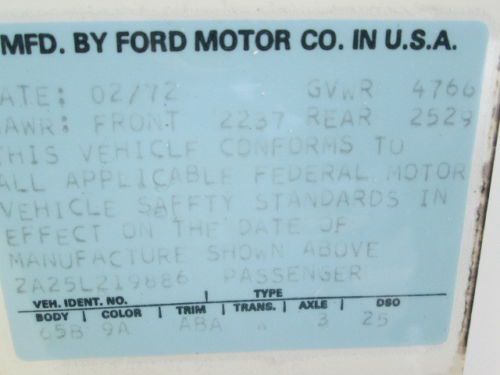 MFD. BY FORD MOTOR CO. IN U.S.A.
ATE: 02/72 GVWR 4766
AWR: FRONT 2237 REAR 2529
THIS VEHICLE CONFORMS TO
ALL APPLICABLE FEDERAL MOTOR
VEHICLE SAFETY STANDARDS IN
EFFECT ON THE DATE OF
MANUFACTURE SHOWN ABOVE
2A25L219886 PASSENGER
VEH. IDENT. NO. TYPE
BODY COLOR TRIM TRANS. AXLE DSO
65B 9A ABA 3 25